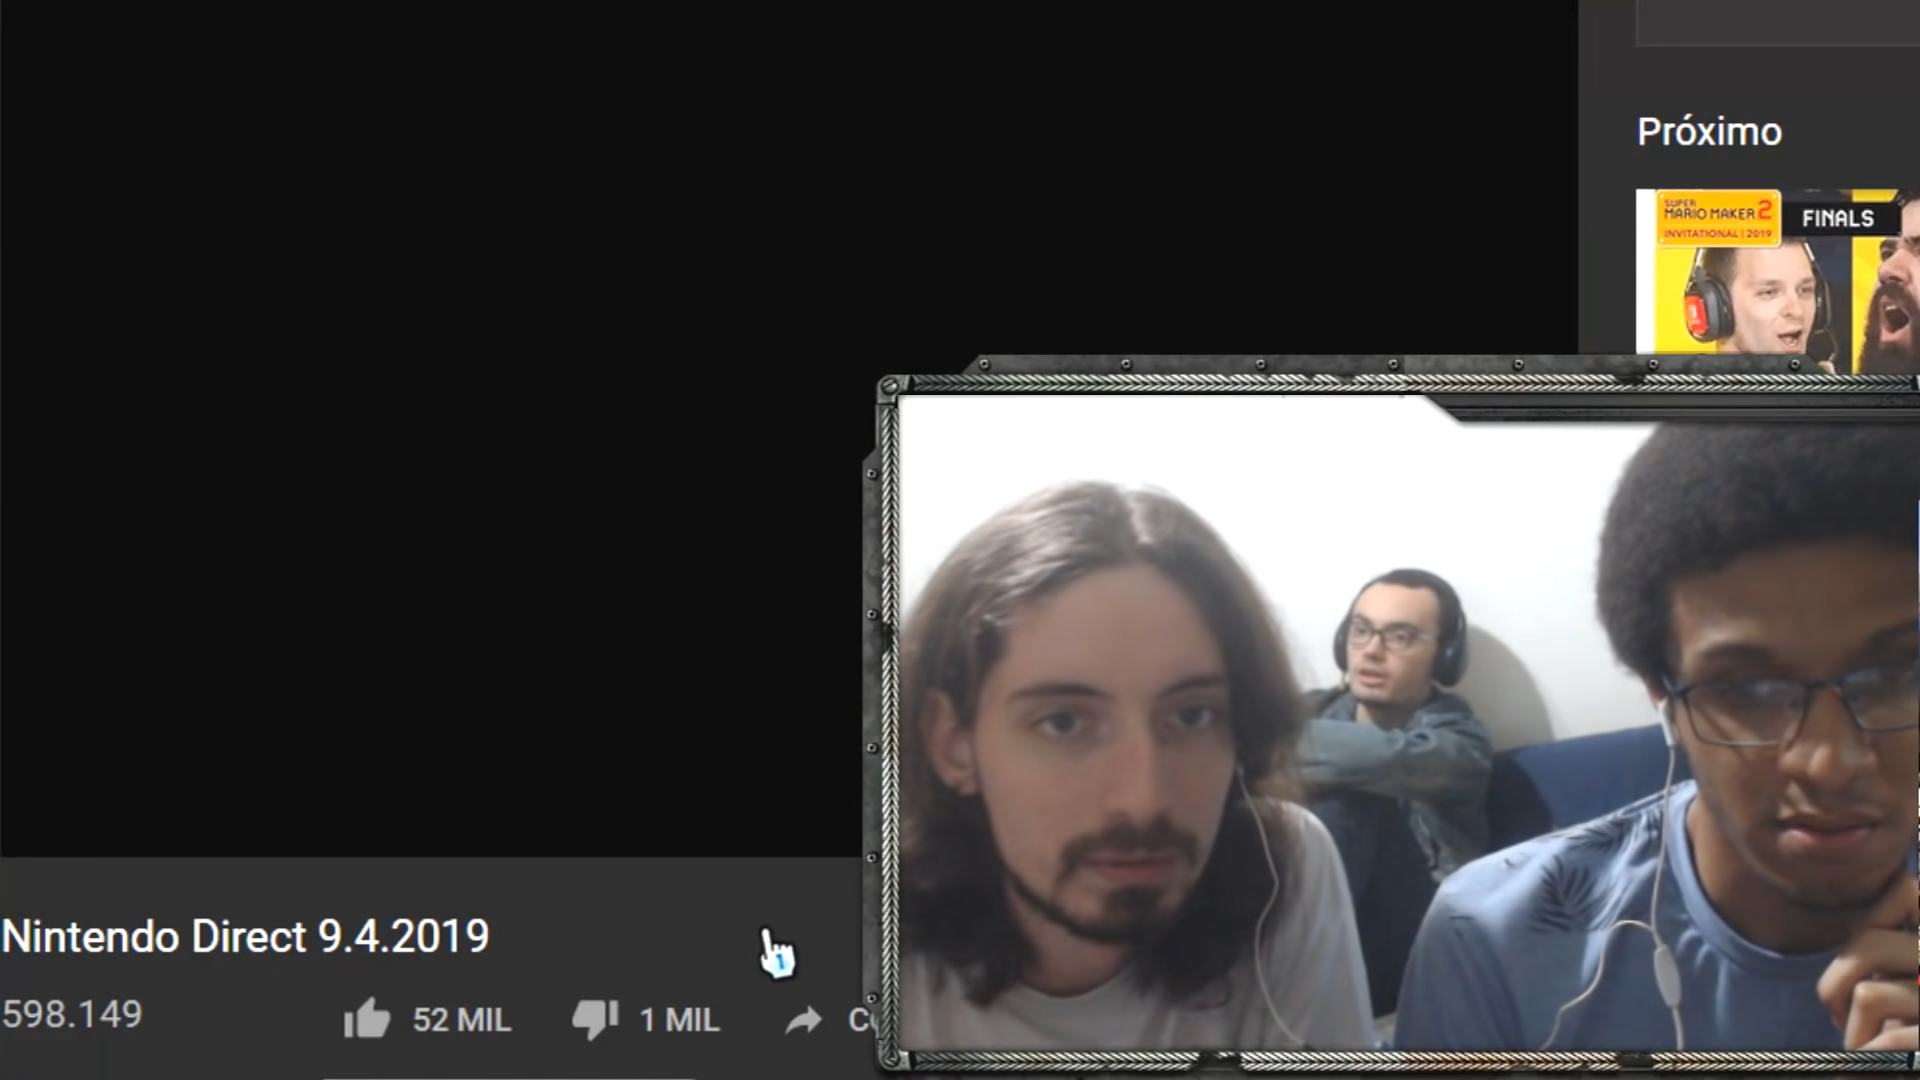 Próximo
SUPER
MARIO MAKER 2
INVITATIONAL | 2019
FINALS
Nintendo Direct 9.4.2019
598.149
52 MIL
1 MIL